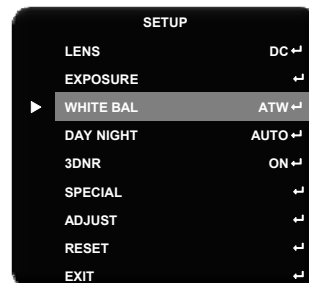 SETUP
LENS DC↵
EXPOSURE ↵
WHITE BAL ATW↵
DAY NIGHT AUTO↵
3DNR ON↵
SPECIAL ↵
ADJUST ↵
RESET ↵
EXIT ↵